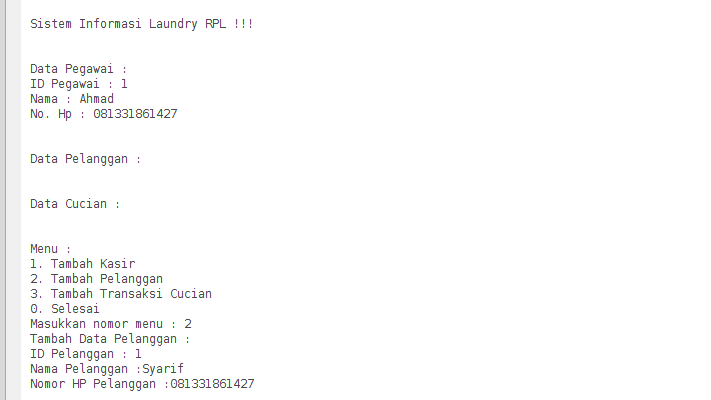 Sistem Informasi Laundry RPL !!!
Data Pegawai :
ID Pegawai : 1
Nama : Ahmad
No. Hp : 081331861427
Data Pelanggan :
Data Cucian :
Menu :
1. Tambah Kasir
2. Tambah Pelanggan
3. Tambah Transaksi Cucian
0. Selesai
Masukkan nomor menu : 2
Tambah Data Pelanggan :
ID Pelanggan : 1
Nama Pelanggan :Syarif
Nomor HP Pelanggan :081331861427